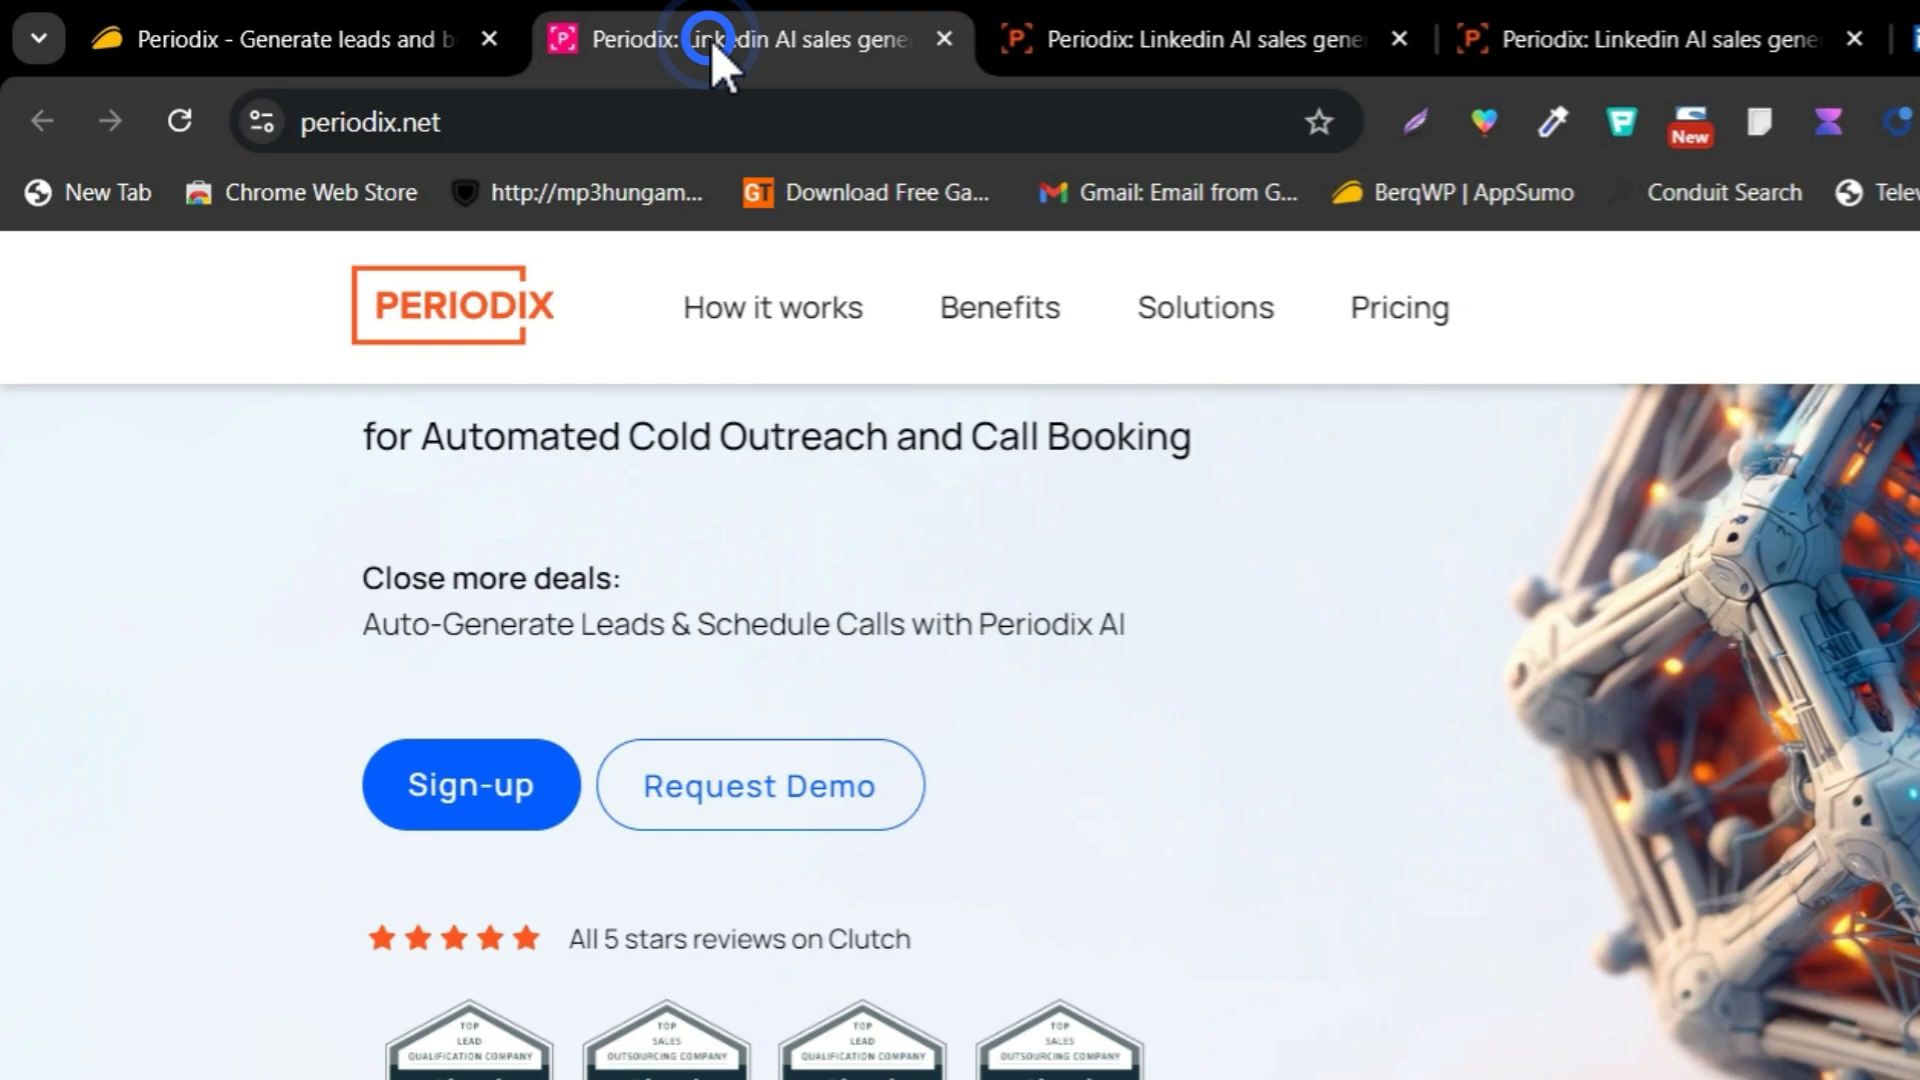 Periodix - Generate leads and b
Periodix: Linkedin AI sales gene
Periodix: Linkedin AI sales gene
Periodix: Linkedin AI sales gene
periodix.net
New
New Tab
Chrome Web Store
http://mp3hungam...
GT Download Free Ga...
Gmail: Email from G...
BerqWP | AppSumo
Conduit Search
Telev
PERIODIX
How it works
Benefits
Solutions
Pricing
for Automated Cold Outreach and Call Booking
Close more deals:
Auto-Generate Leads & Schedule Calls with Periodix AI
Sign-up
Request Demo
All 5 stars reviews on Clutch
TOP
LEAD
QUALIFICATION COMPANY
TOP
SALES
OUTSOURCING COMPANY
TOP
LEAD
QUALIFICATION COMPANY
TOP
SALES
OUTSOURCING COMPANY